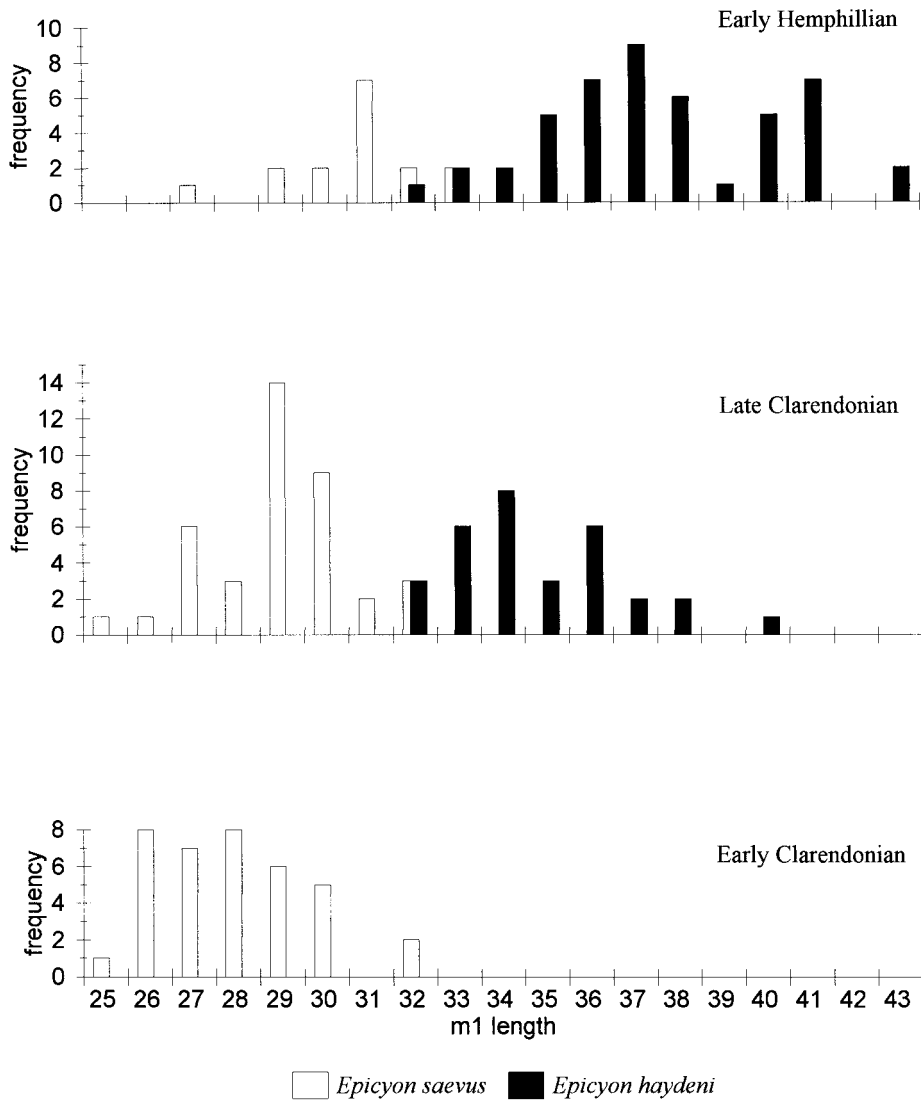 Early Hemphillian
10
8
6
4
2
0
frequency
Late Clarendonian
14
12
10
8
6
4
2
0
frequency
Early Clarendonian
8
6
4
2
0
frequency
25 26 27 28 29 30 31 32 33 34 35 36 37 38 39 40 41 42 43
m1 length
Epicyon saevus Epicyon haydeni